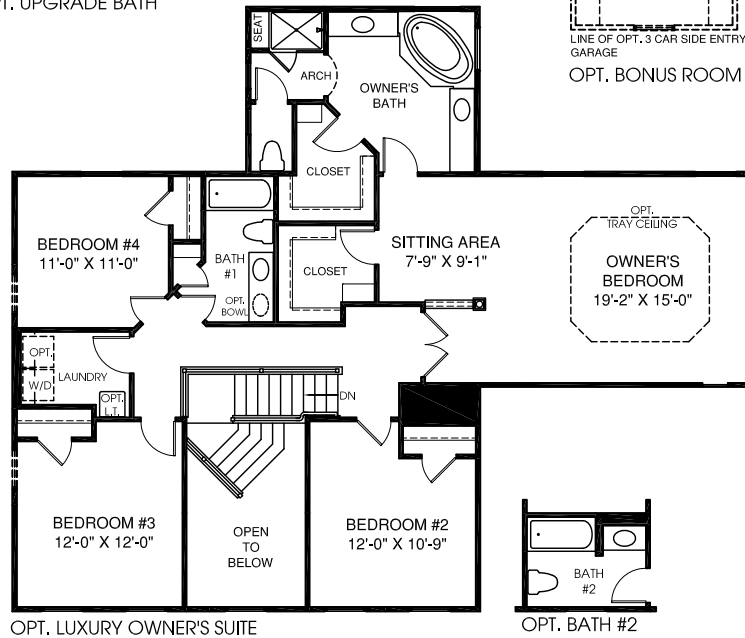 T. UPGRADE BATH
SEAT
ARCH
OWNER'S
BATH
CLOSET
LINE OF OPT. 3 CAR SIDE ENTRY
GARAGE
OPT. BONUS ROOM
BEDROOM #4
11'-0" X 11'-0"
BATH
#1
OPT.
BOWL
CLOSET
SITTING AREA
7'-9" X 9'-1"
OPT.
TRAY CEILING
OWNER'S
BEDROOM
19'-2" X 15'-0"
OPT.
W/D
LAUNDRY
OPT.
L.T.
DN
BEDROOM #3
12'-0" X 12'-0"
OPEN
TO
BELOW
BEDROOM #2
12'-0" X 10'-9"
BATH
#2
OPT. LUXURY OWNER'S SUITE
OPT. BATH #2